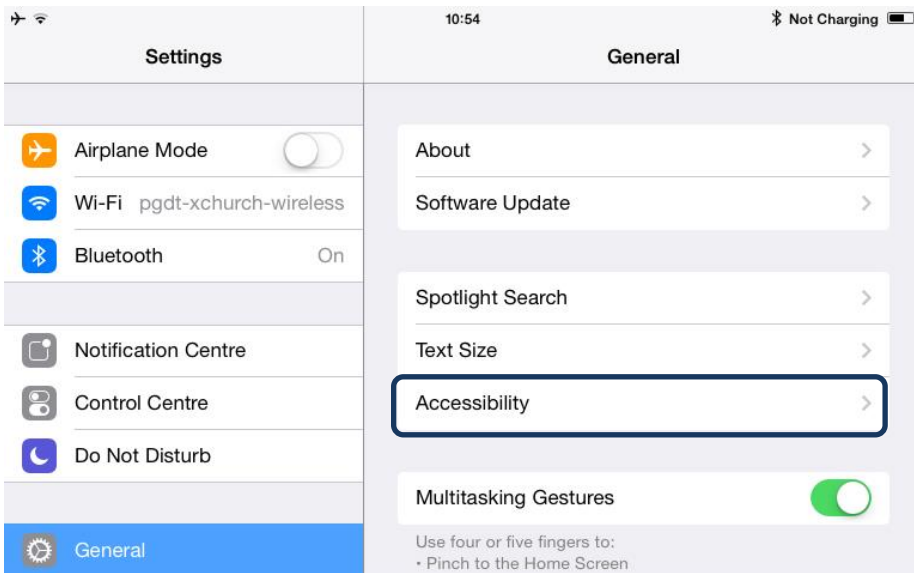 10:54
Not Charging
Settings
General
Airplane Mode
Wi-Fi pgdt-xchurch-wireless
Bluetooth On
Notification Centre
Control Centre
Do Not Disturb
General
About
Software Update
Spotlight Search
Text Size
Accessibility
Multitasking Gestures
Use four or five fingers to:
• Pinch to the Home Screen